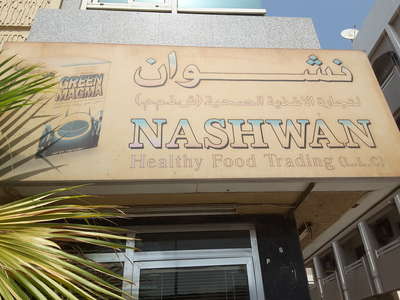 GREEN
MAGMA
نشوان
لتجارة الأغذية الصحية (ش.ذ.م.م)
NASHWAN
Healthy Food Trading (L.L.C)